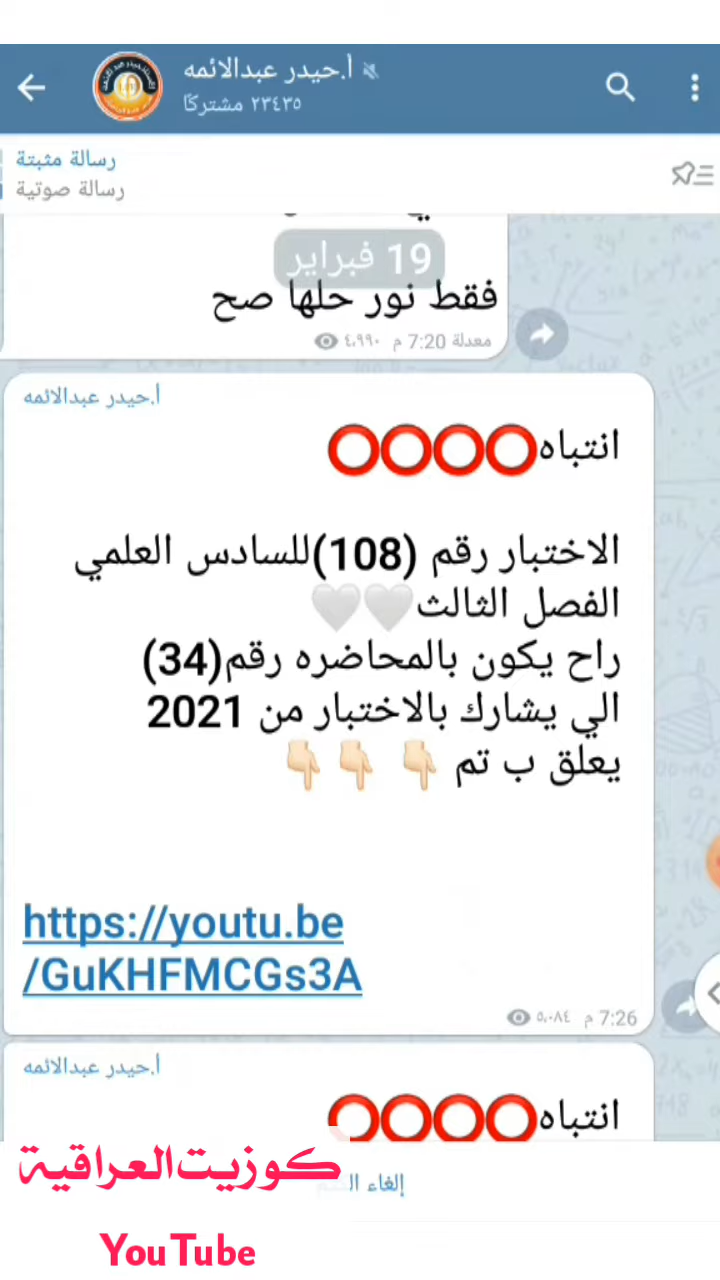 أ.حيدر عبدالائمه
٢٣٤٣٥ مشتركًا
رسالة مثبتة
رسالة صوتية
19 فبراير
فقط نور حلها صح
معدلة 7:20 م ٤،٩٩٠
أ.حيدر عبدالائمه
انتباه⭕⭕⭕⭕
الاختبار رقم (108)للسادس العلمي
الفصل الثالث🤍🤍
راح يكون بالمحاضره رقم(34)
الي يشارك بالاختبار من 2021
يعلق ب تم 👇🏻 👇🏻 👇🏻
https://youtu.be
/GuKHFMCGs3A
7:26 م ٥،٠٨٤
أ.حيدر عبدالائمه
انتباه⭕⭕⭕⭕
إلغاء
كوزيت العراقية
YouTube